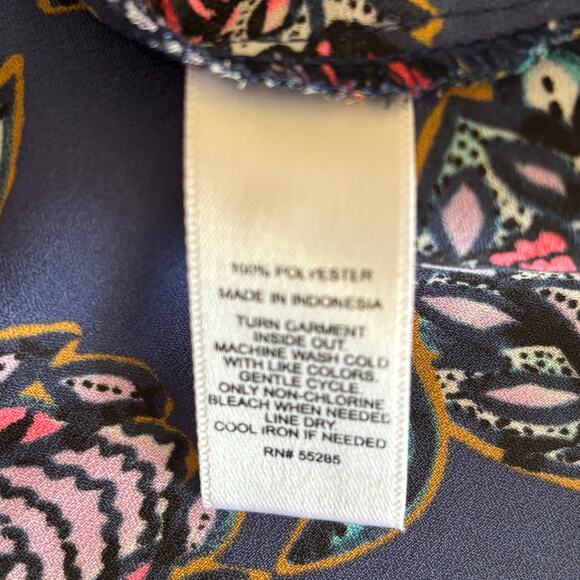 100% POLYESTER
MADE IN INDONESIA
TURN GARMENT
INSIDE OUT.
MACHINE WASH COLD
WITH LIKE COLORS.
GENTLE CYCLE.
ONLY NON-CHLORINE
BLEACH WHEN NEEDED
LINE DRY.
COOL IRON IF NEEDED
RN# 55285